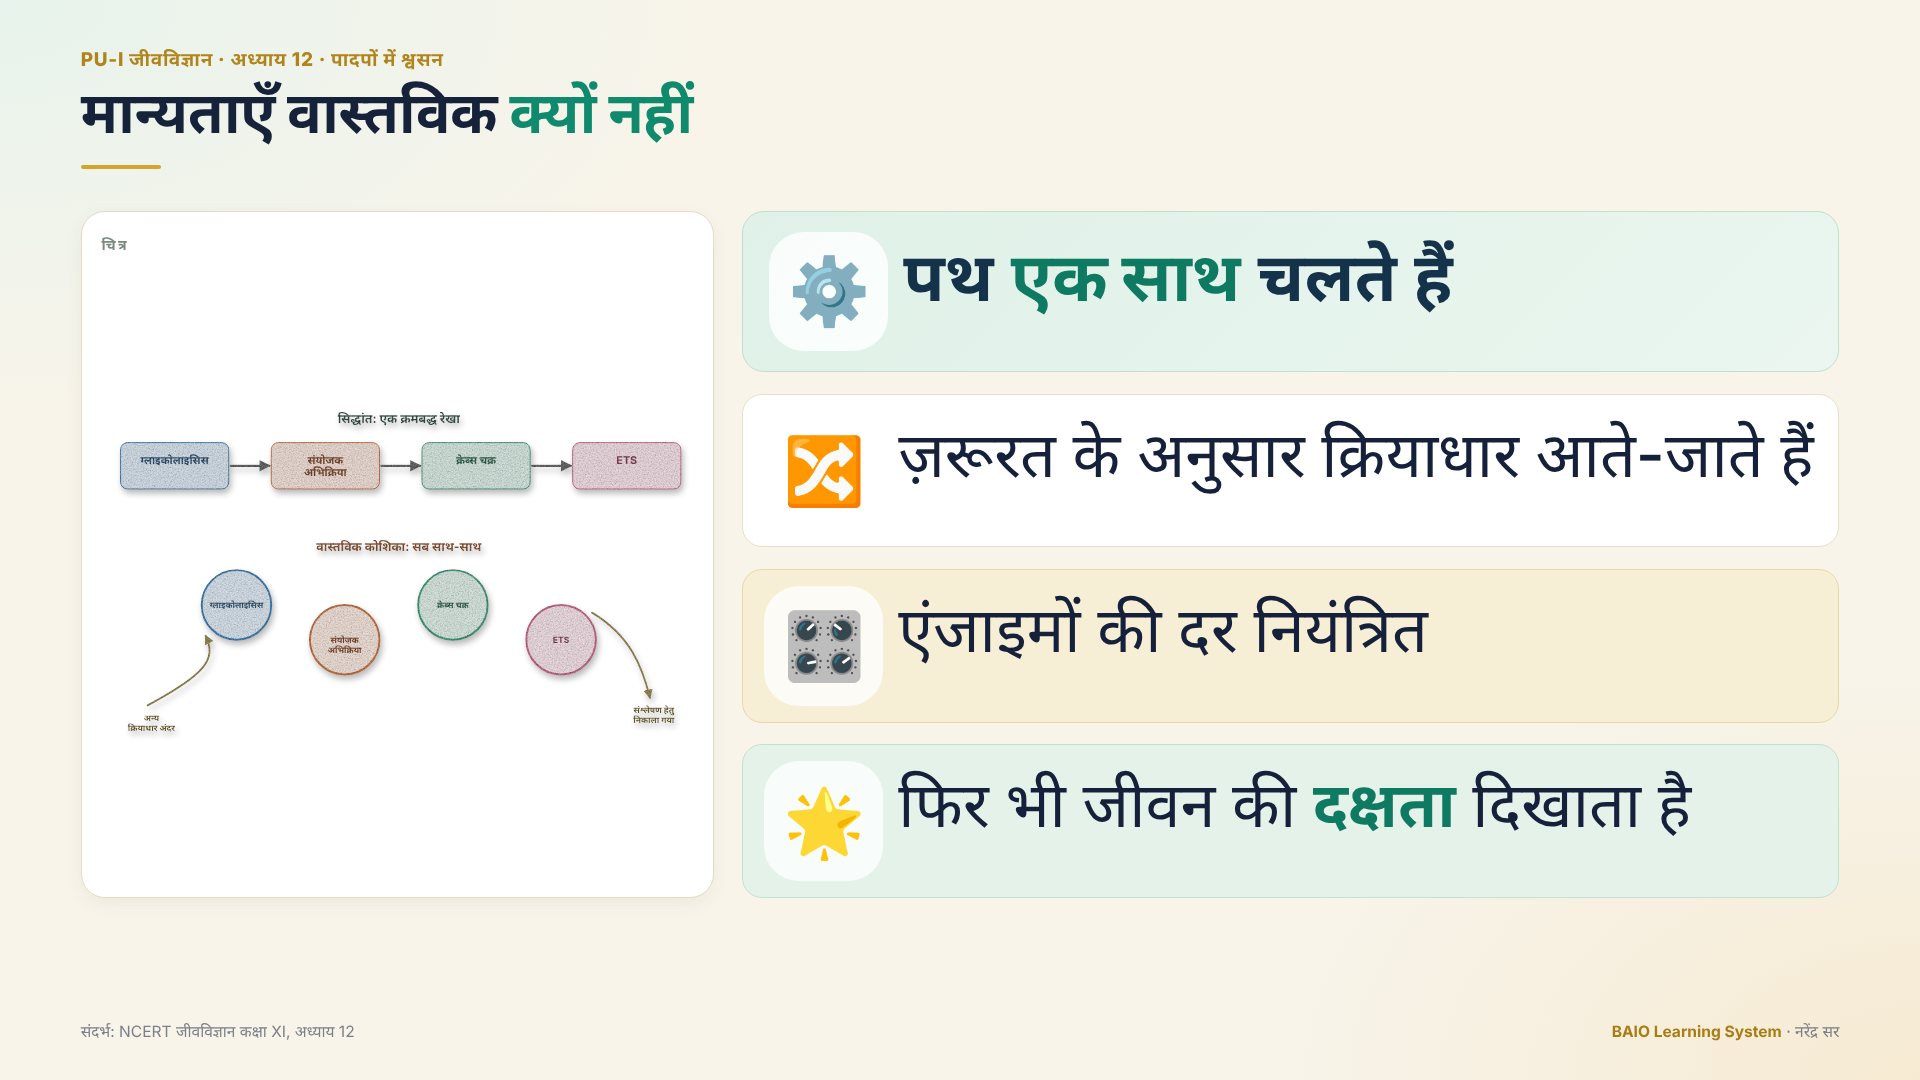 PU-I जीवविज्ञान · अध्याय 12 · पादपों में श्वसन
मान्यताएँ वास्तविक क्यों नहीं
चित्र
सिद्धांत: एक क्रमबद्ध रेखा
ग्लाइकोलाइसिस
संयोजक
अभिक्रिया
क्रेब्स चक्र
ETS
वास्तविक कोशिका: सब साथ-साथ
ग्लाइकोलाइसिस
संयोजक
अभिक्रिया
क्रेब्स चक्र
ETS
अन्य
क्रियाधार अंदर
संश्लेषण हेतु
निकाला गया
पथ एक साथ चलते हैं
ज़रूरत के अनुसार क्रियाधार आते-जाते हैं
एंजाइमों की दर नियंत्रित
फिर भी जीवन की दक्षता दिखाता है
संदर्भ: NCERT जीवविज्ञान कक्षा XI, अध्याय 12
BAIO Learning System · नरेंद्र सर